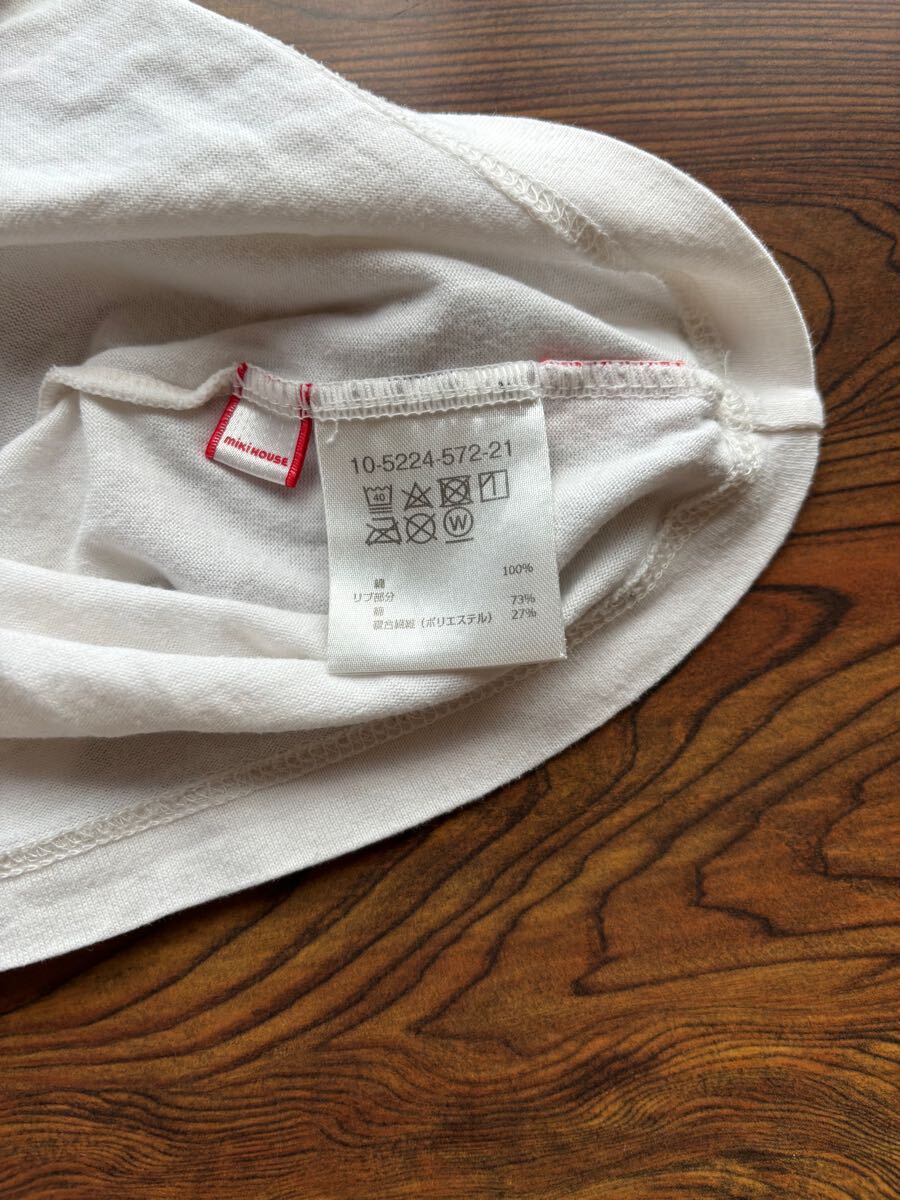 miKiHOUSE
10-5224-572-21
40
W
綿 100%
リブ部分
綿 73%
複合繊維（ポリエステル） 27%